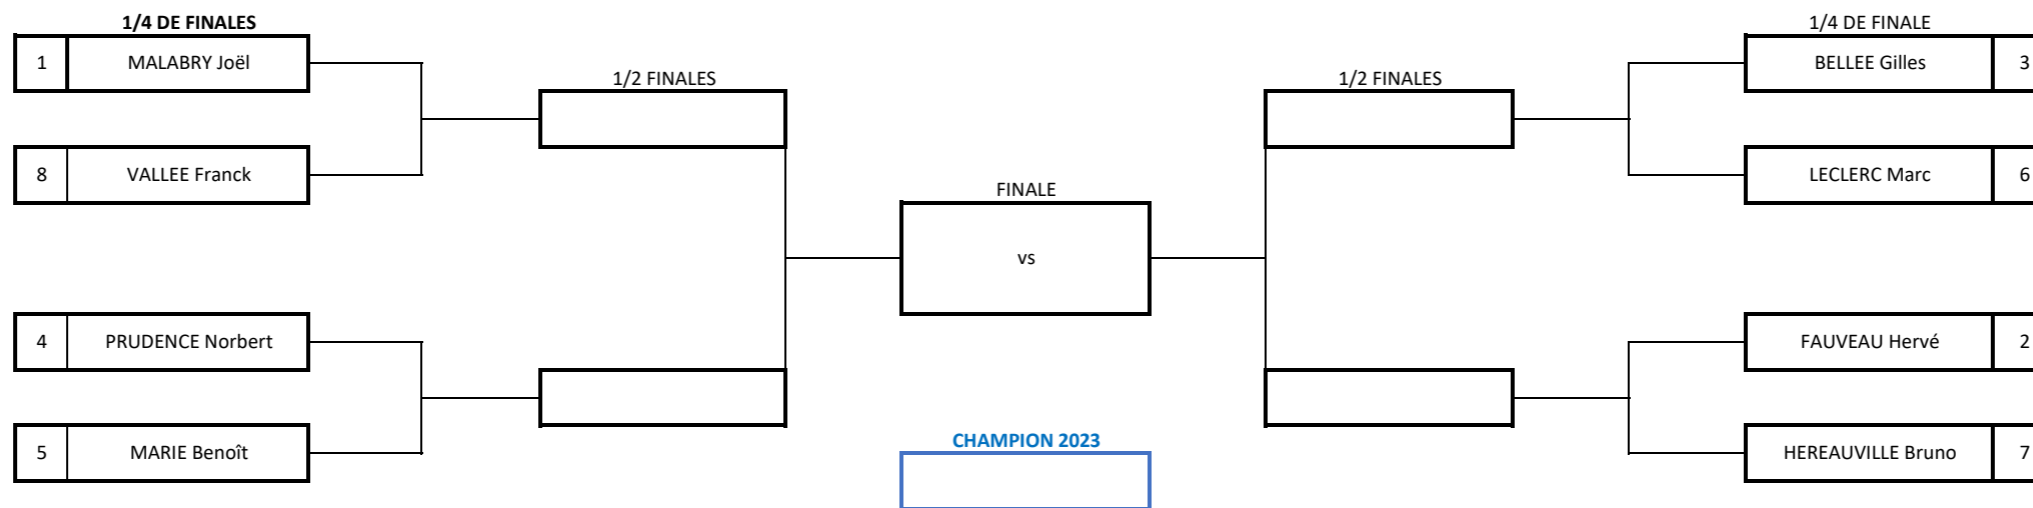 1/4 DE FINALES
1 MALABRY Joël
8 VALLEE Franck
4 PRUDENCE Norbert
5 MARIE Benoît
1/2 FINALES
FINALE
vs
CHAMPION 2023
1/2 FINALES
1/4 DE FINALE
BELLEE Gilles 3
LECLERC Marc 6
FAUVEAU Hervé 2
HEREAUVILLE Bruno 7